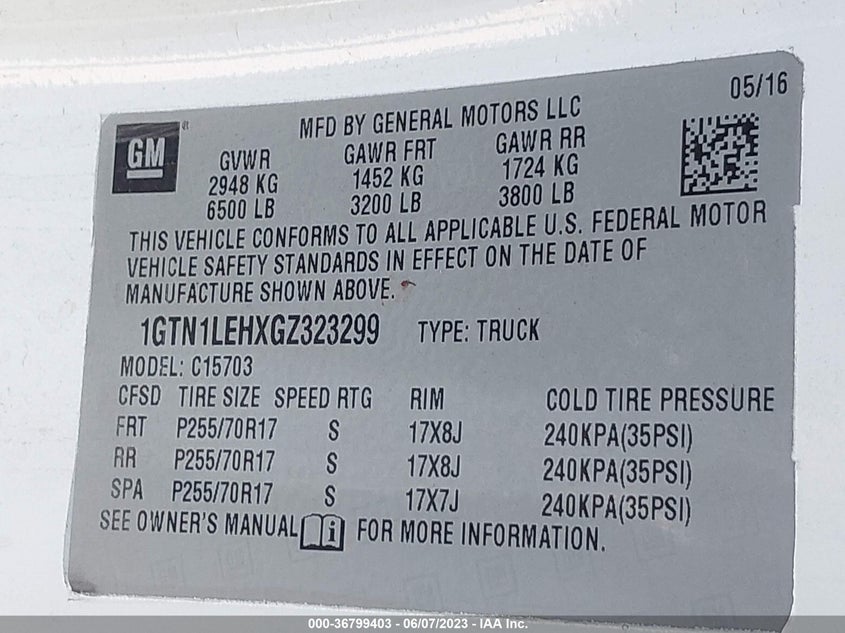 05/16
MFD BY GENERAL MOTORS LLC
GM ®
GVWR GAWR FRT GAWR RR
2948 KG 1452 KG 1724 KG
6500 LB 3200 LB 3800 LB
THIS VEHICLE CONFORMS TO ALL APPLICABLE U.S. FEDERAL MOTOR
VEHICLE SAFETY STANDARDS IN EFFECT ON THE DATE OF
MANUFACTURE SHOWN ABOVE.
1GTN1LEHXGZ323299 TYPE: TRUCK
MODEL: C15703
CFSD TIRE SIZE SPEED RTG RIM COLD TIRE PRESSURE
FRT P255/70R17 S 17X8J 240KPA(35PSI)
RR P255/70R17 S 17X8J 240KPA(35PSI)
SPA P255/70R17 S 17X7J 240KPA(35PSI)
SEE OWNER'S MANUAL i FOR MORE INFORMATION.
000-36799403 - 06/07/2023 - IAA Inc.